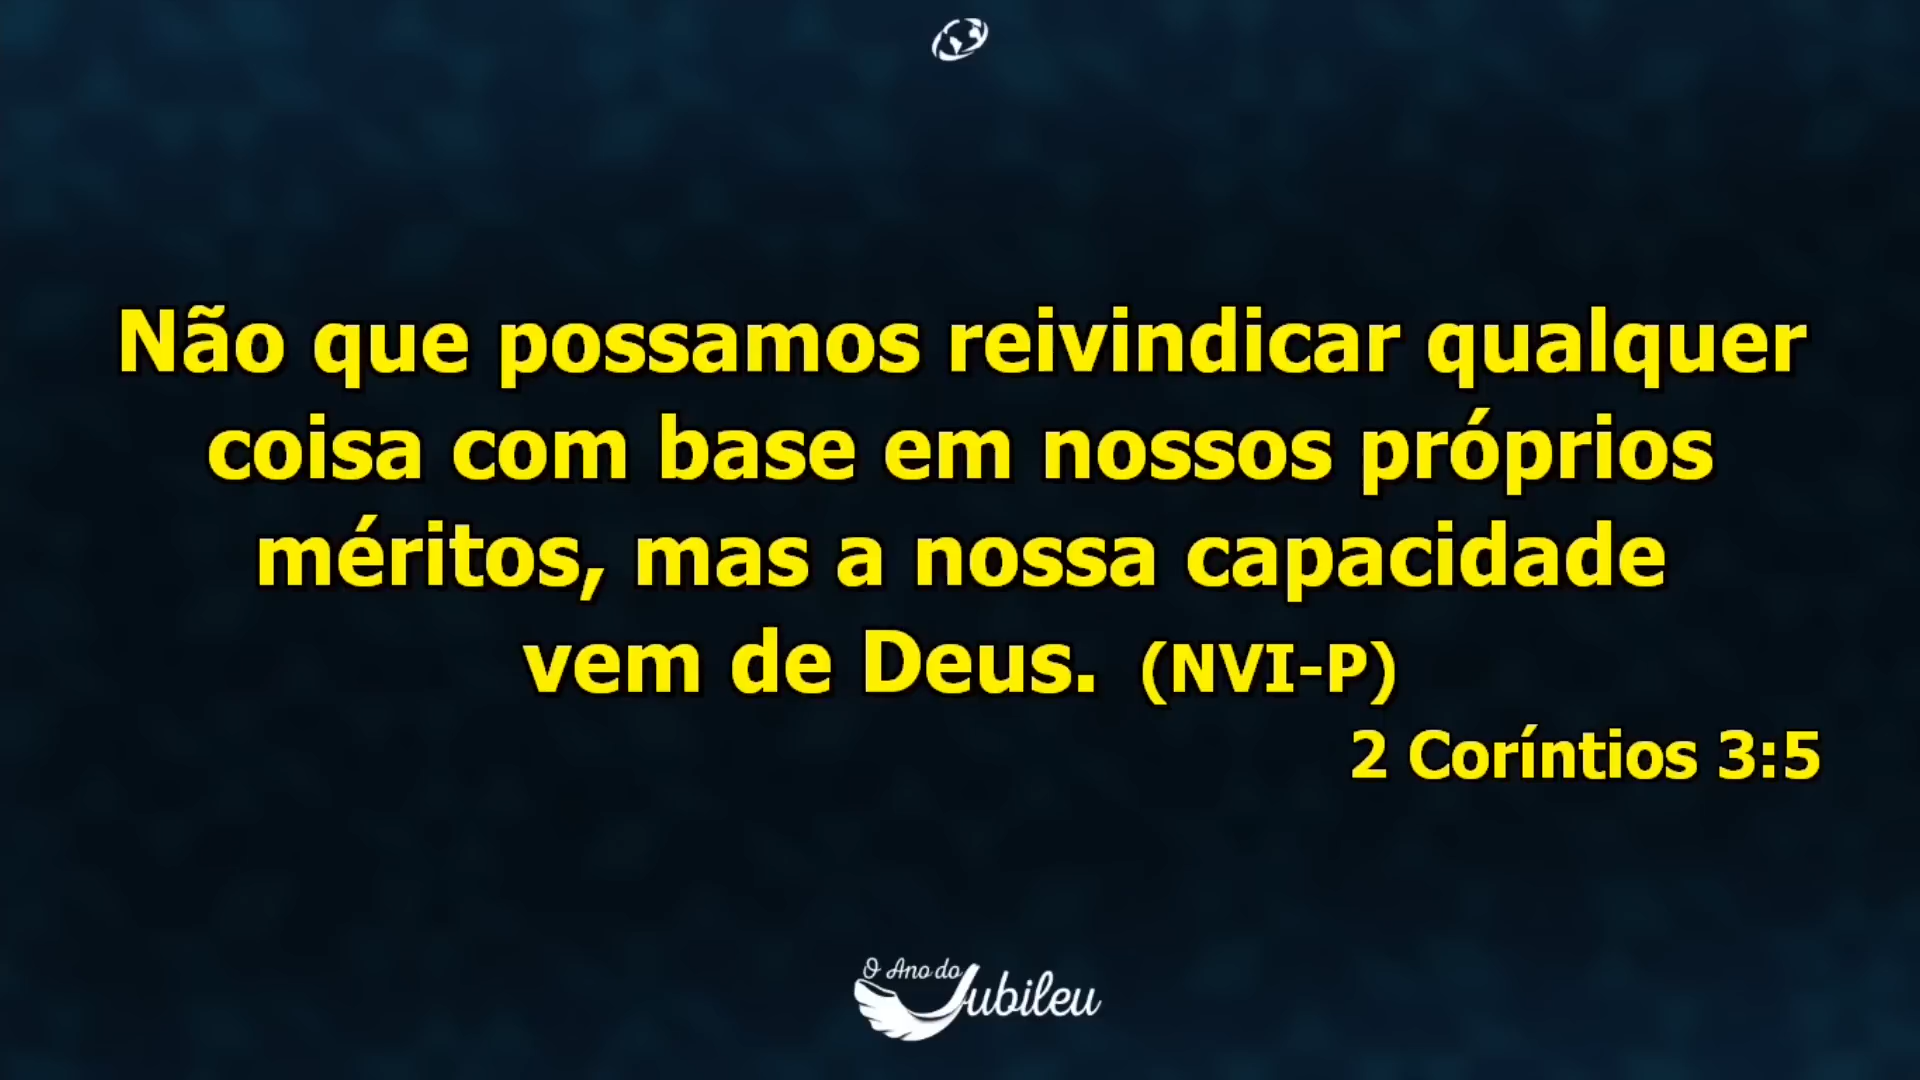 Não que possamos reivindicar qualquer
coisa com base em nossos próprios
méritos, mas a nossa capacidade
vem de Deus. (NVI-P)
2 Coríntios 3:5
O Ano do
Jubileu